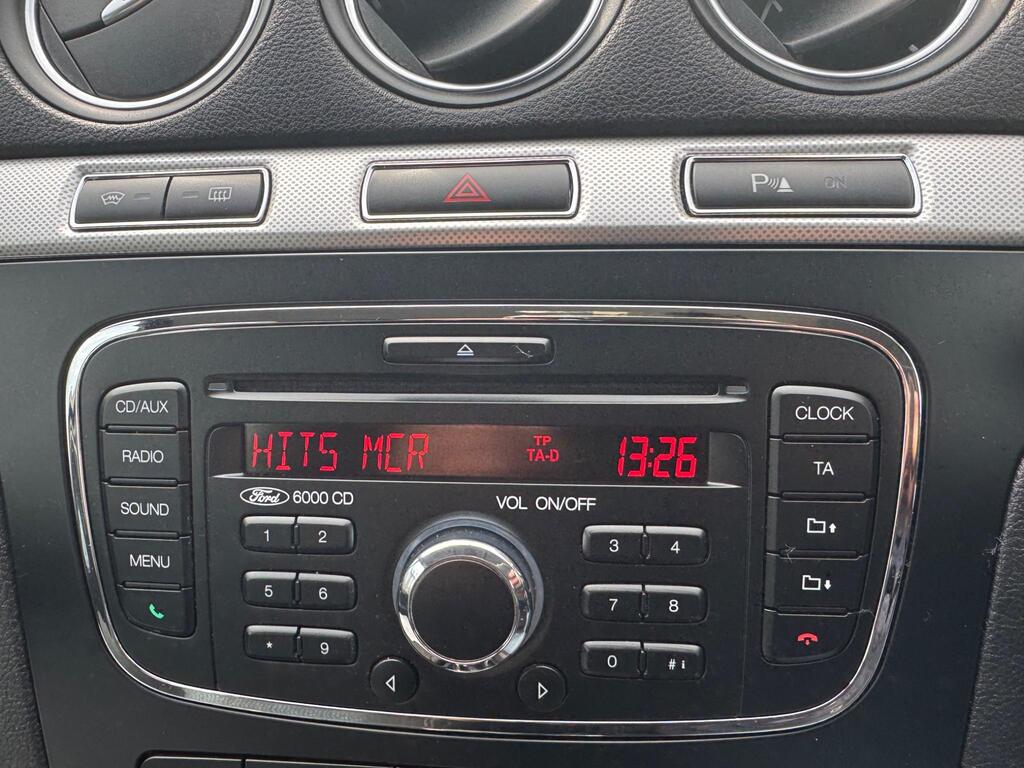 P ON
CD/AUX
CLOCK
HITS MCR TP TA-D 13:26
RADIO
TA
Ford 6000 CD
VOL ON/OFF
SOUND
1 2
3 4
MENU
5 6
7 8
* 9
0 # i